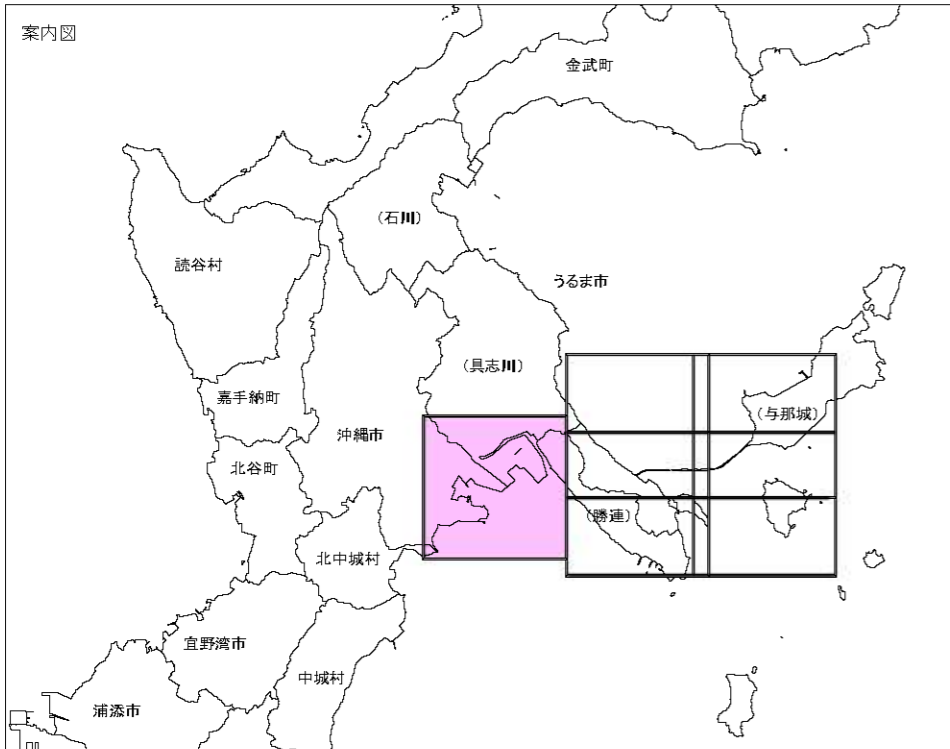 案内図
金武町
(石川)
読谷村
うるま市
(具志川)
嘉手納町
(与那城)
沖縄市
北谷町
(勝連)
北中城村
宜野湾市
中城村
浦添市